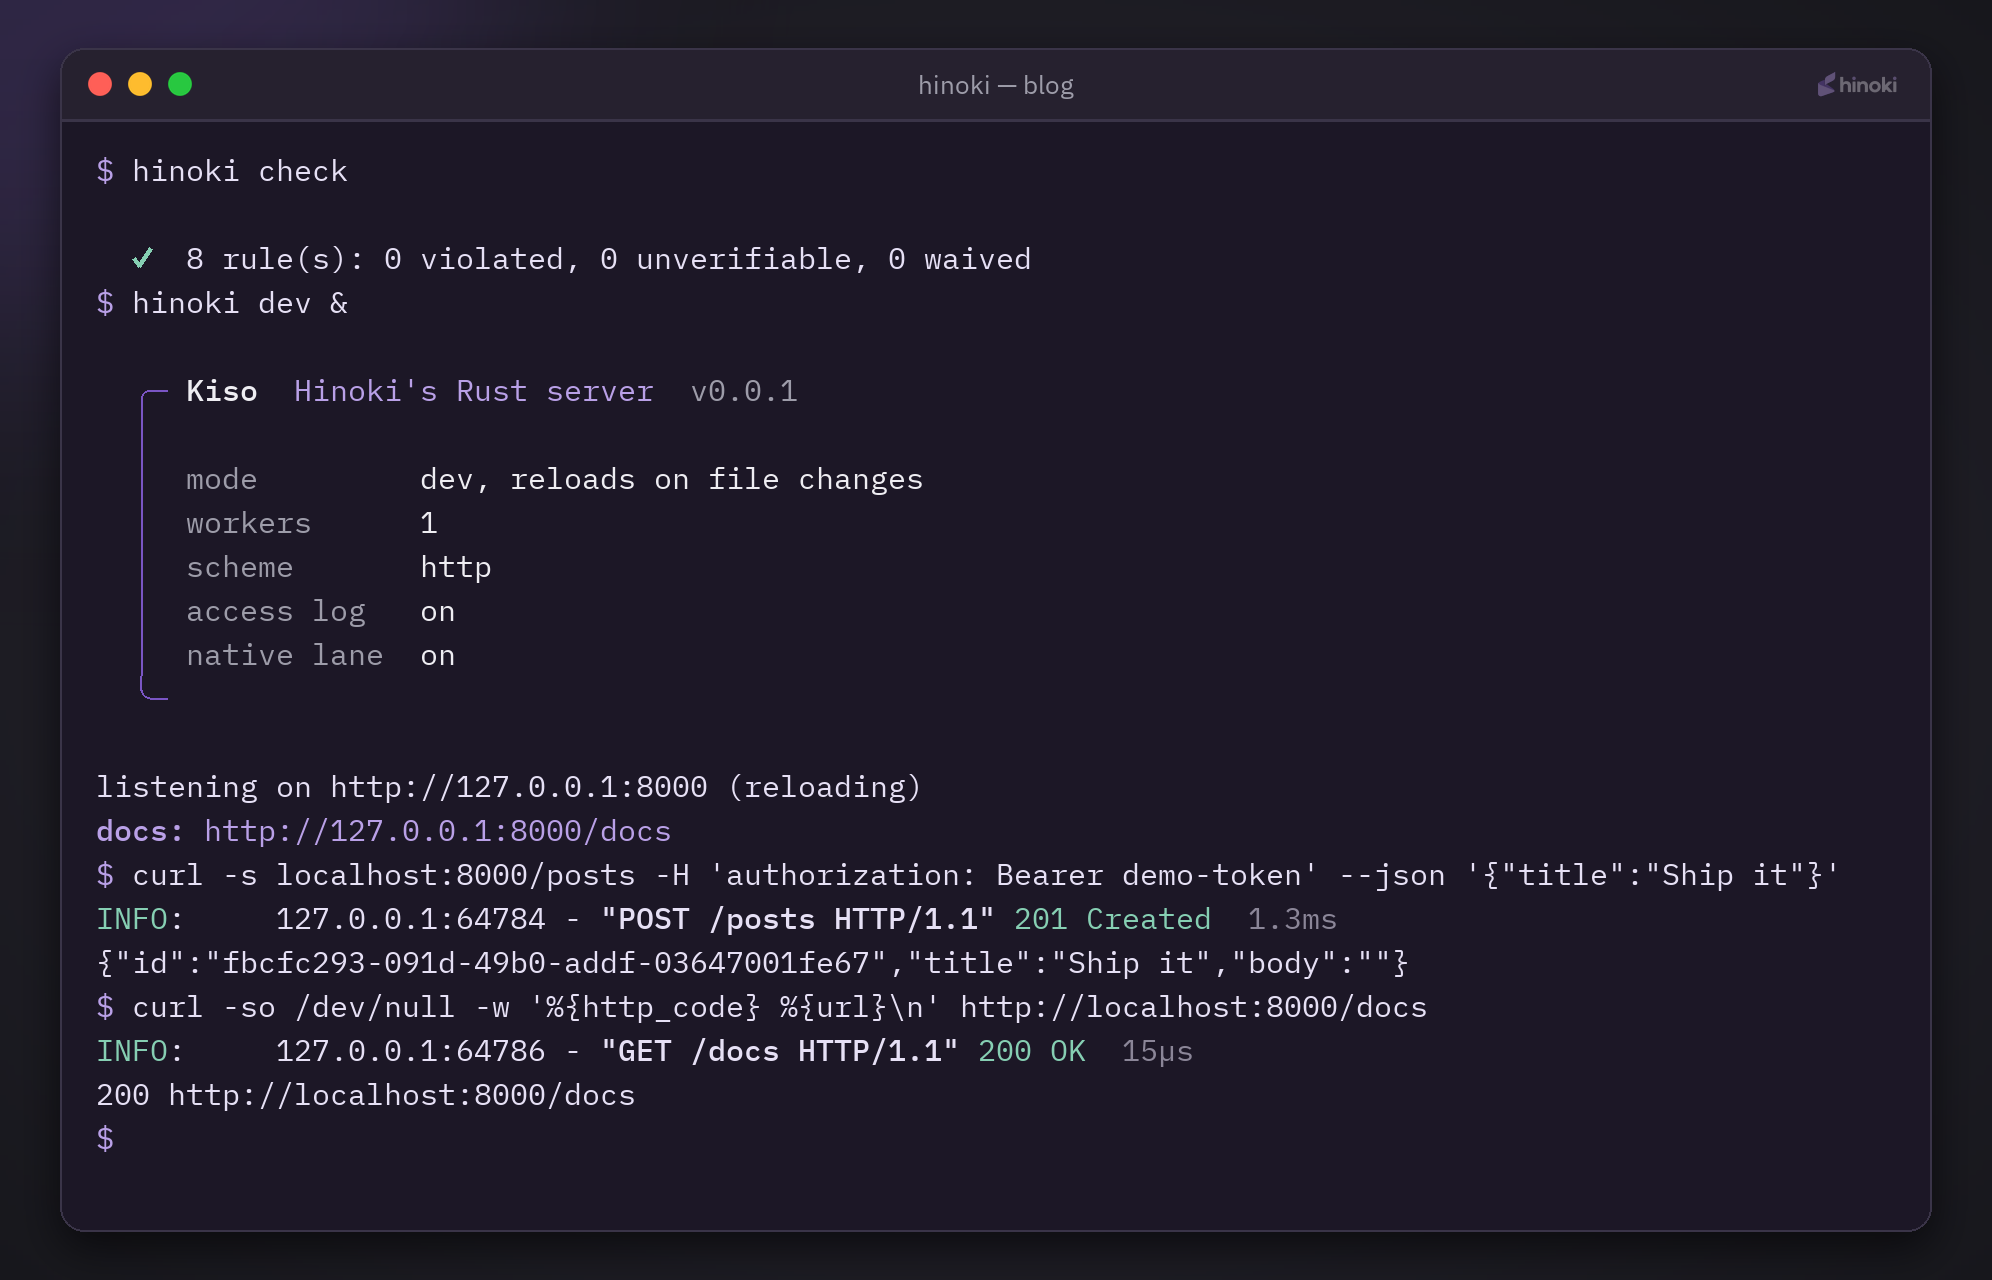 hinoki — blog
hinoki
$ hinoki check
✓ 8 rule(s): 0 violated, 0 unverifiable, 0 waived
$ hinoki dev &
Kiso Hinoki's Rust server v0.0.1
mode dev, reloads on file changes
workers 1
scheme http
access log on
native lane on
listening on http://127.0.0.1:8000 (reloading)
docs: http://127.0.0.1:8000/docs
$ curl -s localhost:8000/posts -H 'authorization: Bearer demo-token' --json '{"title":"Ship it"}'
INFO: 127.0.0.1:64784 - "POST /posts HTTP/1.1" 201 Created 1.3ms
{"id":"fbcfc293-091d-49b0-addf-03647001fe67","title":"Ship it","body":""}
$ curl -so /dev/null -w '%{http_code} %{url}\n' http://localhost:8000/docs
INFO: 127.0.0.1:64786 - "GET /docs HTTP/1.1" 200 OK 15µs
200 http://localhost:8000/docs
$